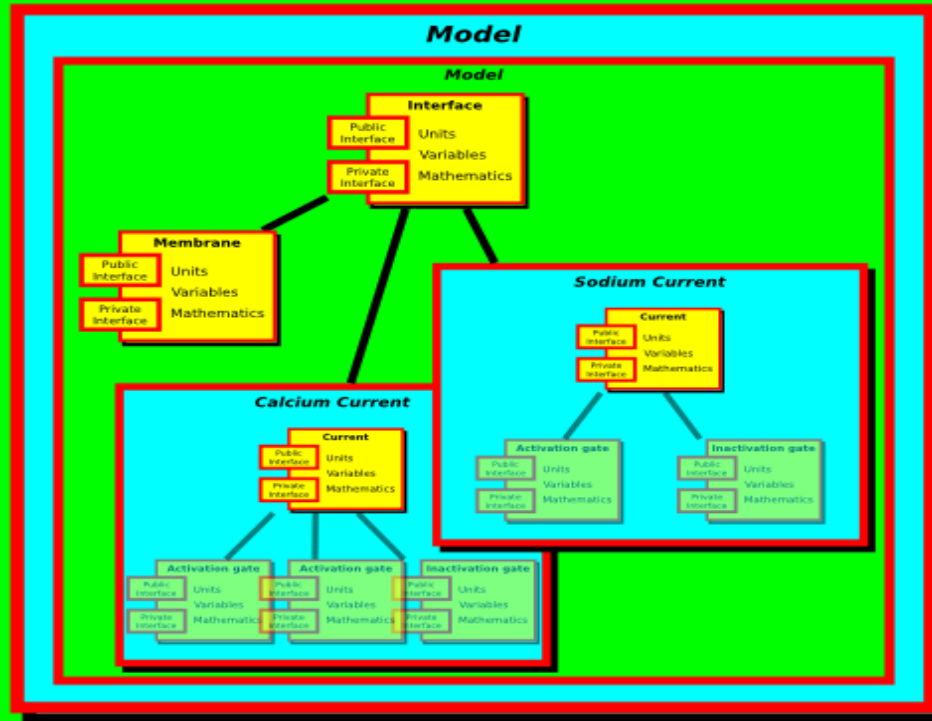 Model
Model
Interface
Public
Interface
Private
Interface
Units
Variables
Mathematics
Membrane
Public
Interface
Private
Interface
Units
Variables
Mathematics
Sodium Current
Current
Public
Interface
Private
Interface
Units
Variables
Mathematics
Activation gate
Public
Interface
Private
Interface
Units
Variables
Mathematics
Inactivation gate
Public
Interface
Private
Interface
Units
Variables
Mathematics
Calcium Current
Current
Public
Interface
Private
Interface
Units
Variables
Mathematics
Activation gate
Public
Interface
Private
Interface
Units
Variables
Mathematics
Activation gate
Public
Interface
Private
Interface
Units
Variables
Mathematics
Inactivation gate
Public
Interface
Private
Interface
Units
Variables
Mathematics